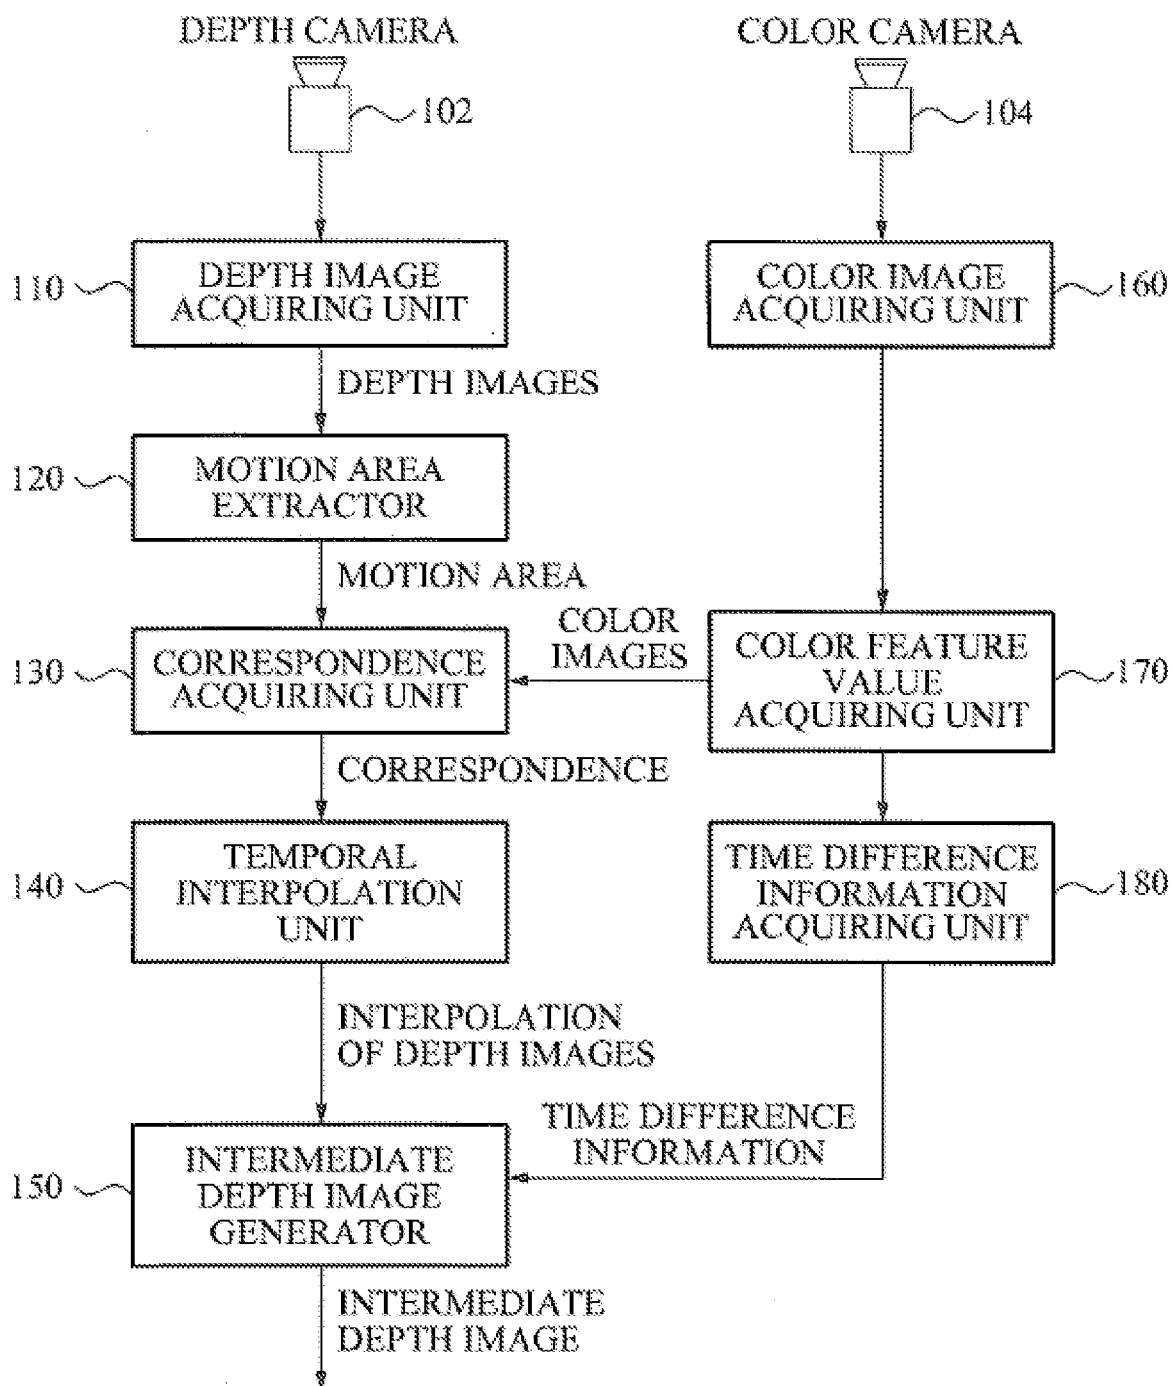 DEPTH CAMERA
COLOR CAMERA
102
104
110
DEPTH IMAGE
ACQUIRING UNIT
COLOR IMAGE
ACQUIRING UNIT
160
DEPTH IMAGES
120
MOTION AREA
EXTRACTOR
MOTION AREA
130
CORRESPONDENCE
ACQUIRING UNIT
COLOR
IMAGES
COLOR FEATURE
VALUE
ACQUIRING UNIT
170
CORRESPONDENCE
140
TEMPORAL
INTERPOLATION
UNIT
TIME DIFFERENCE
INFORMATION
ACQUIRING UNIT
180
INTERPOLATION
OF DEPTH IMAGES
TIME DIFFERENCE
INFORMATION
150
INTERMEDIATE
DEPTH IMAGE
GENERATOR
INTERMEDIATE
DEPTH IMAGE